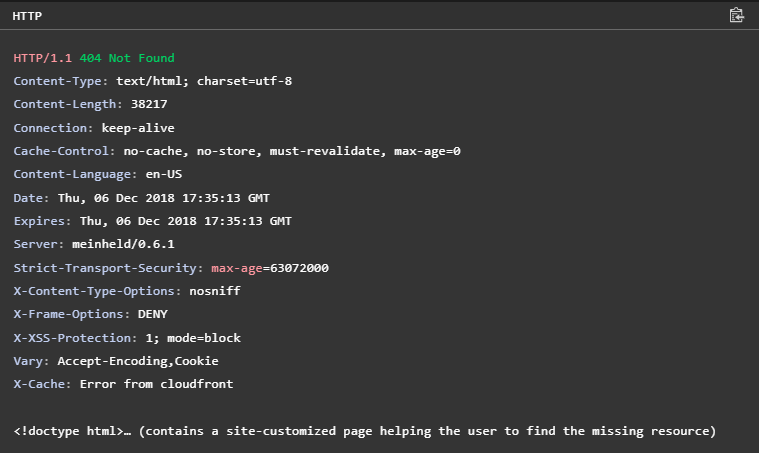 HTTP
HTTP/1.1 404 Not Found
Content-Type: text/html; charset=utf-8
Content-Length: 38217
Connection: keep-alive
Cache-Control: no-cache, no-store, must-revalidate, max-age=0
Content-Language: en-US
Date: Thu, 06 Dec 2018 17:35:13 GMT
Expires: Thu, 06 Dec 2018 17:35:13 GMT
Server: meinheld/0.6.1
Strict-Transport-Security: max-age=63072000
X-Content-Type-Options: nosniff
X-Frame-Options: DENY
X-XSS-Protection: 1; mode=block
Vary: Accept-Encoding,Cookie
X-Cache: Error from cloudfront
<!doctype html>… (contains a site-customized page helping the user to find the missing resource)